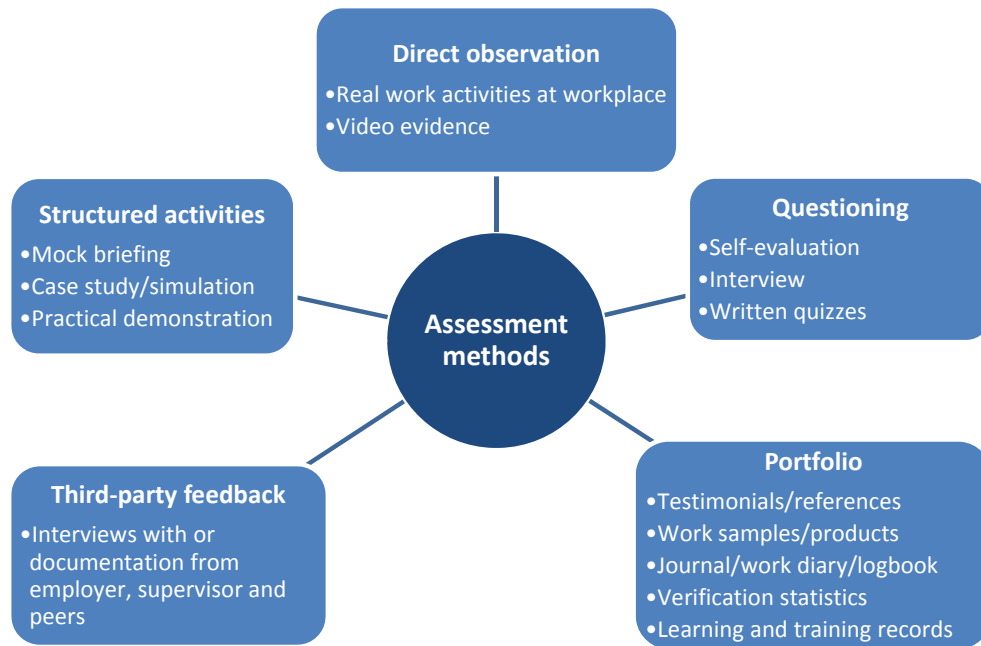 Direct observation
•Real work activities at workplace
•Video evidence
Structured activities
•Mock briefing
•Case study/simulation
•Practical demonstration
Questioning
•Self-evaluation
•Interview
•Written quizzes
Assessment
methods
Third-party feedback
•Interviews with or
documentation from
employer, supervisor and
peers
Portfolio
•Testimonials/references
•Work samples/products
•Journal/work diary/logbook
•Verification statistics
•Learning and training records